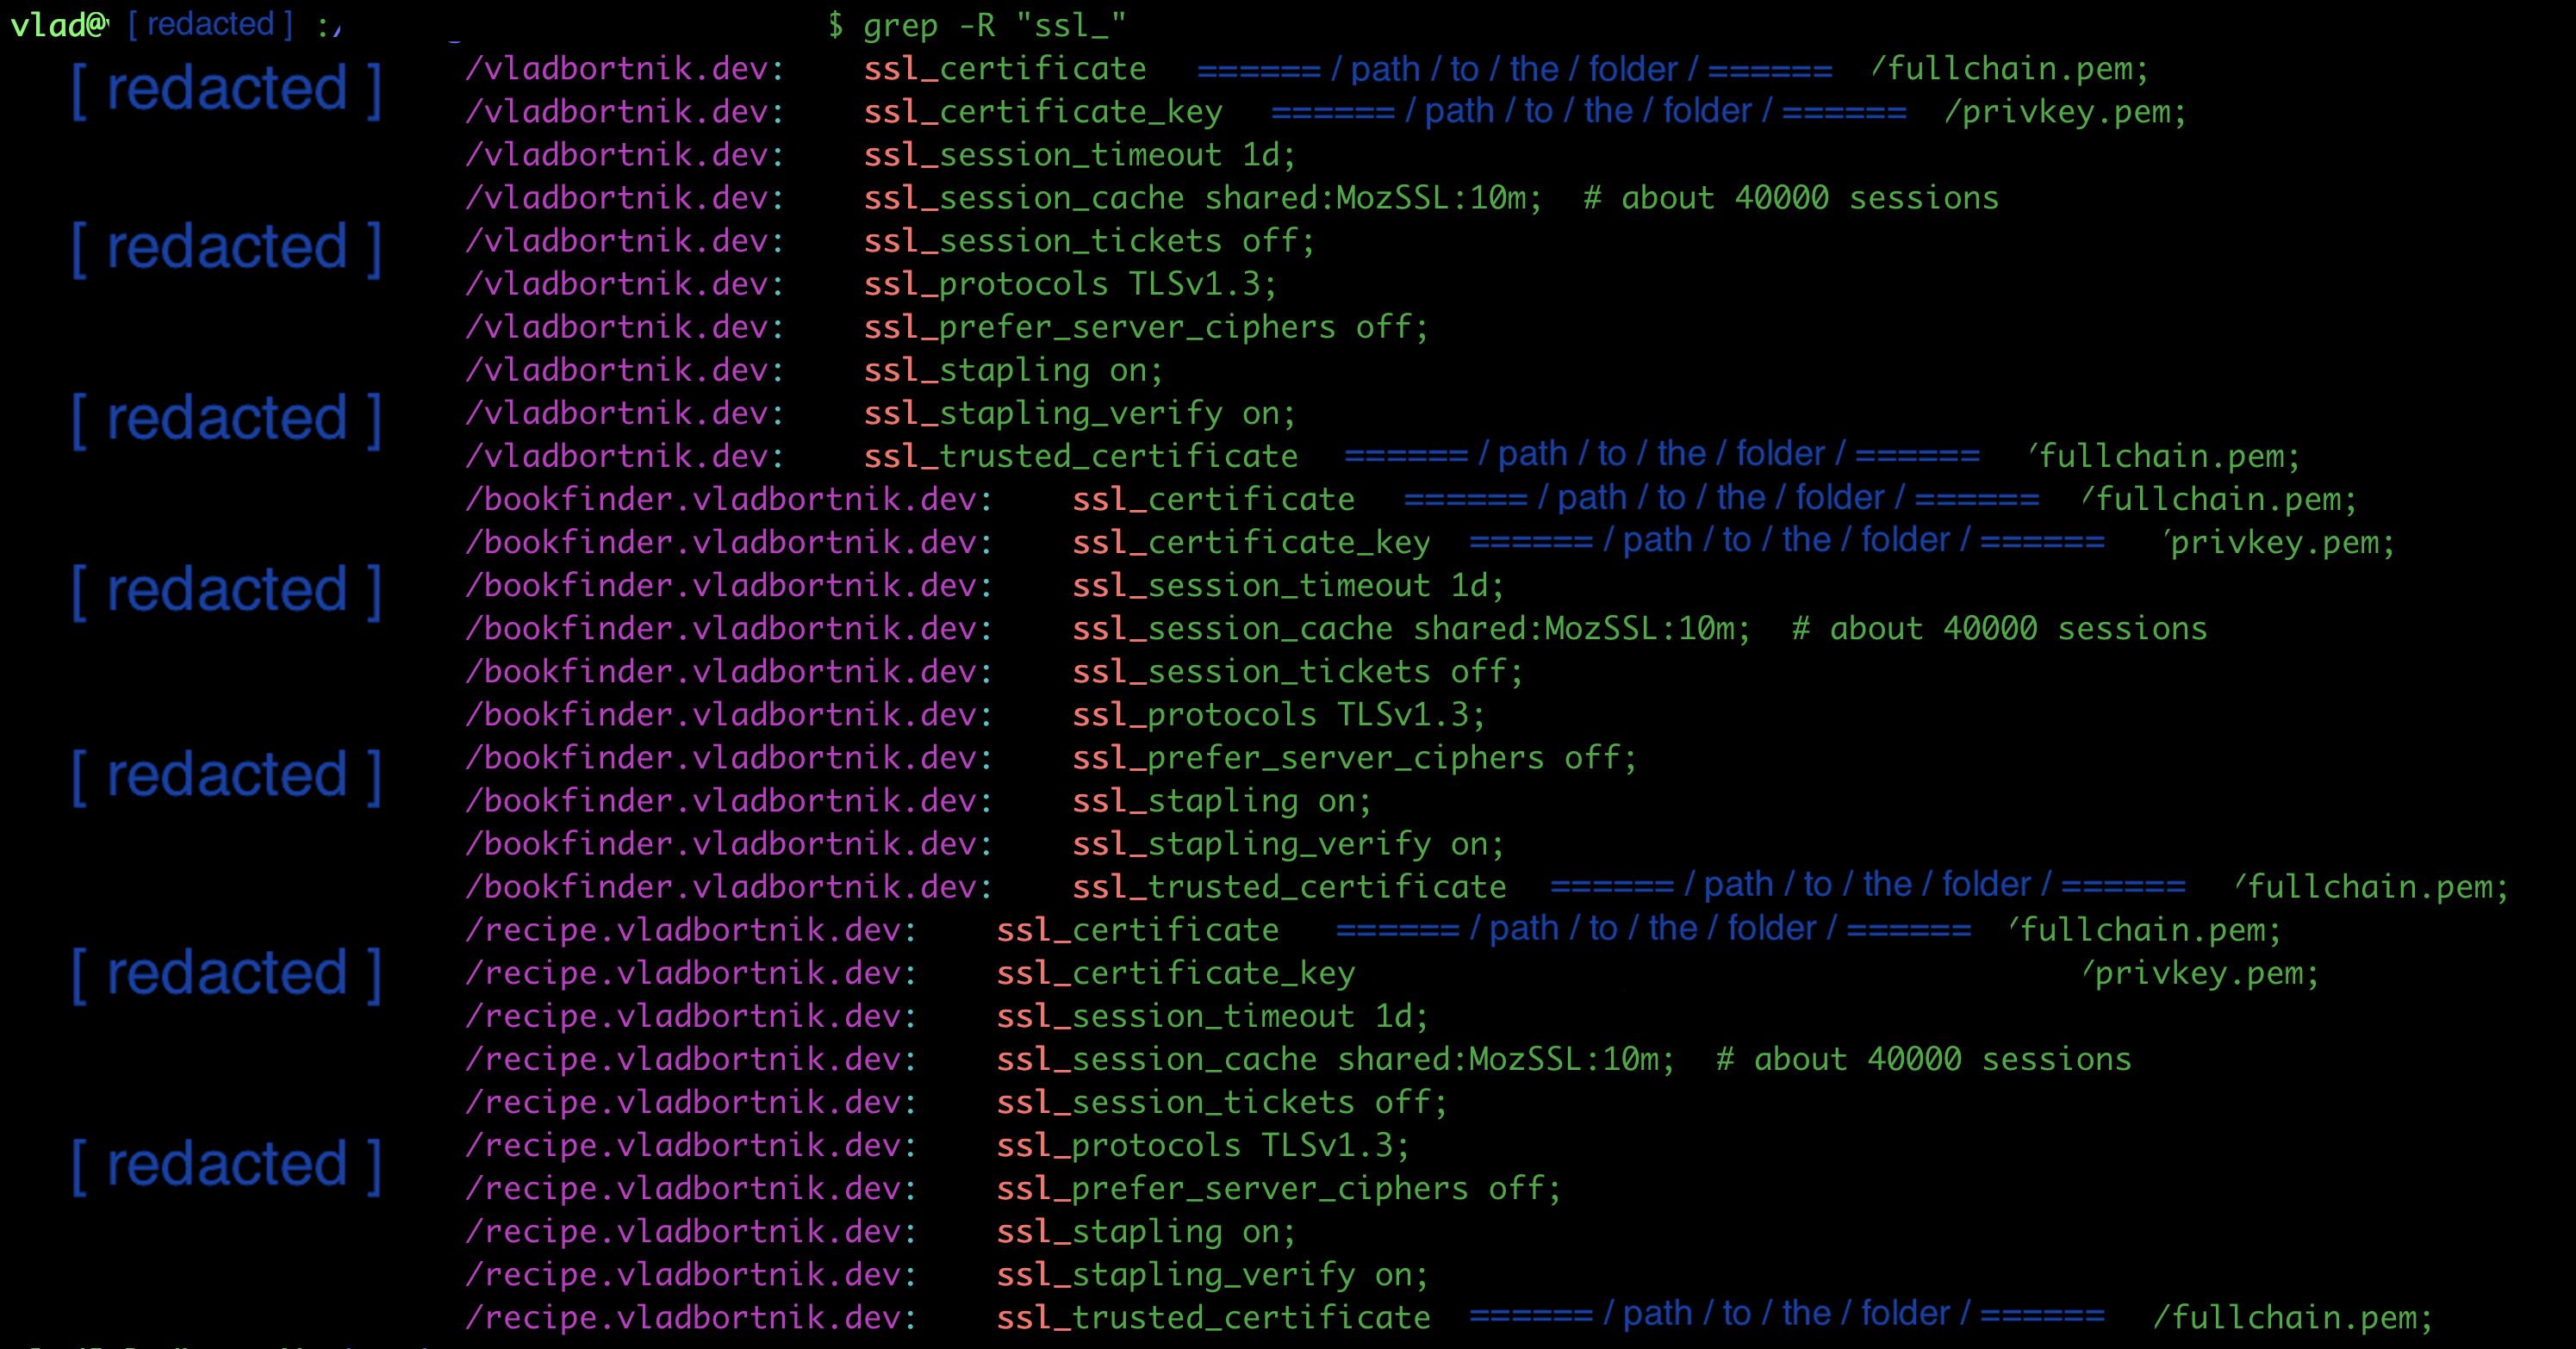 vlad@ [ redacted ] :/ $ grep -R "ssl_"
[ redacted ] /vladbortnik.dev: ssl_certificate ====== / path / to / the / folder / ====== /fullchain.pem;
/vladbortnik.dev: ssl_certificate_key ====== / path / to / the / folder / ====== /privkey.pem;
/vladbortnik.dev: ssl_session_timeout 1d;
/vladbortnik.dev: ssl_session_cache shared:MozSSL:10m; # about 40000 sessions
[ redacted ] /vladbortnik.dev: ssl_session_tickets off;
/vladbortnik.dev: ssl_protocols TLSv1.3;
/vladbortnik.dev: ssl_prefer_server_ciphers off;
/vladbortnik.dev: ssl_stapling on;
[ redacted ] /vladbortnik.dev: ssl_stapling_verify on;
/vladbortnik.dev: ssl_trusted_certificate ====== / path / to / the / folder / ====== /fullchain.pem;
/bookfinder.vladbortnik.dev: ssl_certificate ====== / path / to / the / folder / ====== /fullchain.pem;
/bookfinder.vladbortnik.dev: ssl_certificate_key ====== / path / to / the / folder / ====== /privkey.pem;
[ redacted ] /bookfinder.vladbortnik.dev: ssl_session_timeout 1d;
/bookfinder.vladbortnik.dev: ssl_session_cache shared:MozSSL:10m; # about 40000 sessions
/bookfinder.vladbortnik.dev: ssl_session_tickets off;
/bookfinder.vladbortnik.dev: ssl_protocols TLSv1.3;
[ redacted ] /bookfinder.vladbortnik.dev: ssl_prefer_server_ciphers off;
/bookfinder.vladbortnik.dev: ssl_stapling on;
/bookfinder.vladbortnik.dev: ssl_stapling_verify on;
/bookfinder.vladbortnik.dev: ssl_trusted_certificate ====== / path / to / the / folder / ====== /fullchain.pem;
/recipe.vladbortnik.dev: ssl_certificate ====== / path / to / the / folder / ====== /fullchain.pem;
[ redacted ] /recipe.vladbortnik.dev: ssl_certificate_key /privkey.pem;
/recipe.vladbortnik.dev: ssl_session_timeout 1d;
/recipe.vladbortnik.dev: ssl_session_cache shared:MozSSL:10m; # about 40000 sessions
/recipe.vladbortnik.dev: ssl_session_tickets off;
[ redacted ] /recipe.vladbortnik.dev: ssl_protocols TLSv1.3;
/recipe.vladbortnik.dev: ssl_prefer_server_ciphers off;
/recipe.vladbortnik.dev: ssl_stapling on;
/recipe.vladbortnik.dev: ssl_stapling_verify on;
/recipe.vladbortnik.dev: ssl_trusted_certificate ====== / path / to / the / folder / ====== /fullchain.pem;